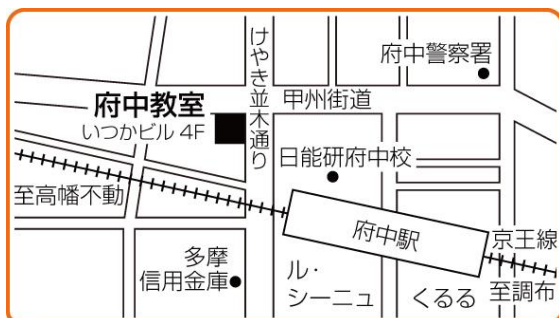 けやき並木通り
府中警察署
府中教室
いつかビル 4F
甲州街道
日能研府中校
至高幡不動
府中駅
京王線
至調布
多摩
信用金庫
ル・
シーニュ
くるる